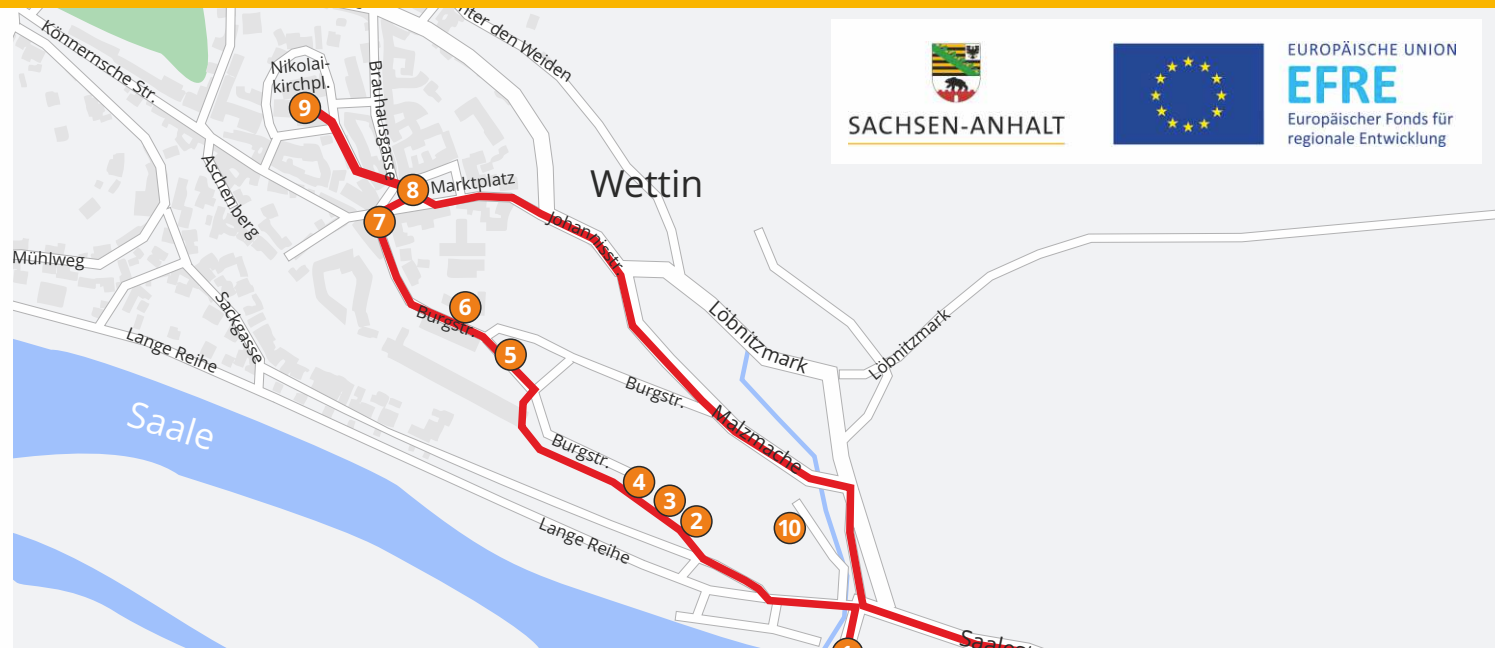 Könnernsche Str.
Nikolai-
kirchpl.
Brauhausgasse
den Weiden
SACHSEN-ANHALT
EUROPÄISCHE UNION
EFRE
Europäischer Fonds für
regionale Entwicklung
9
Aschenberg
8
Marktplatz
Wettin
7
Johannisstr.
Mühlweg
Sackgasse
6
Burgstr.
5
Lange Reihe
Löbnitzmark
Löbnitzmark
Burgstr.
Saale
Malzmache
Burgstr.
4
3
2
10
Lange Reihe